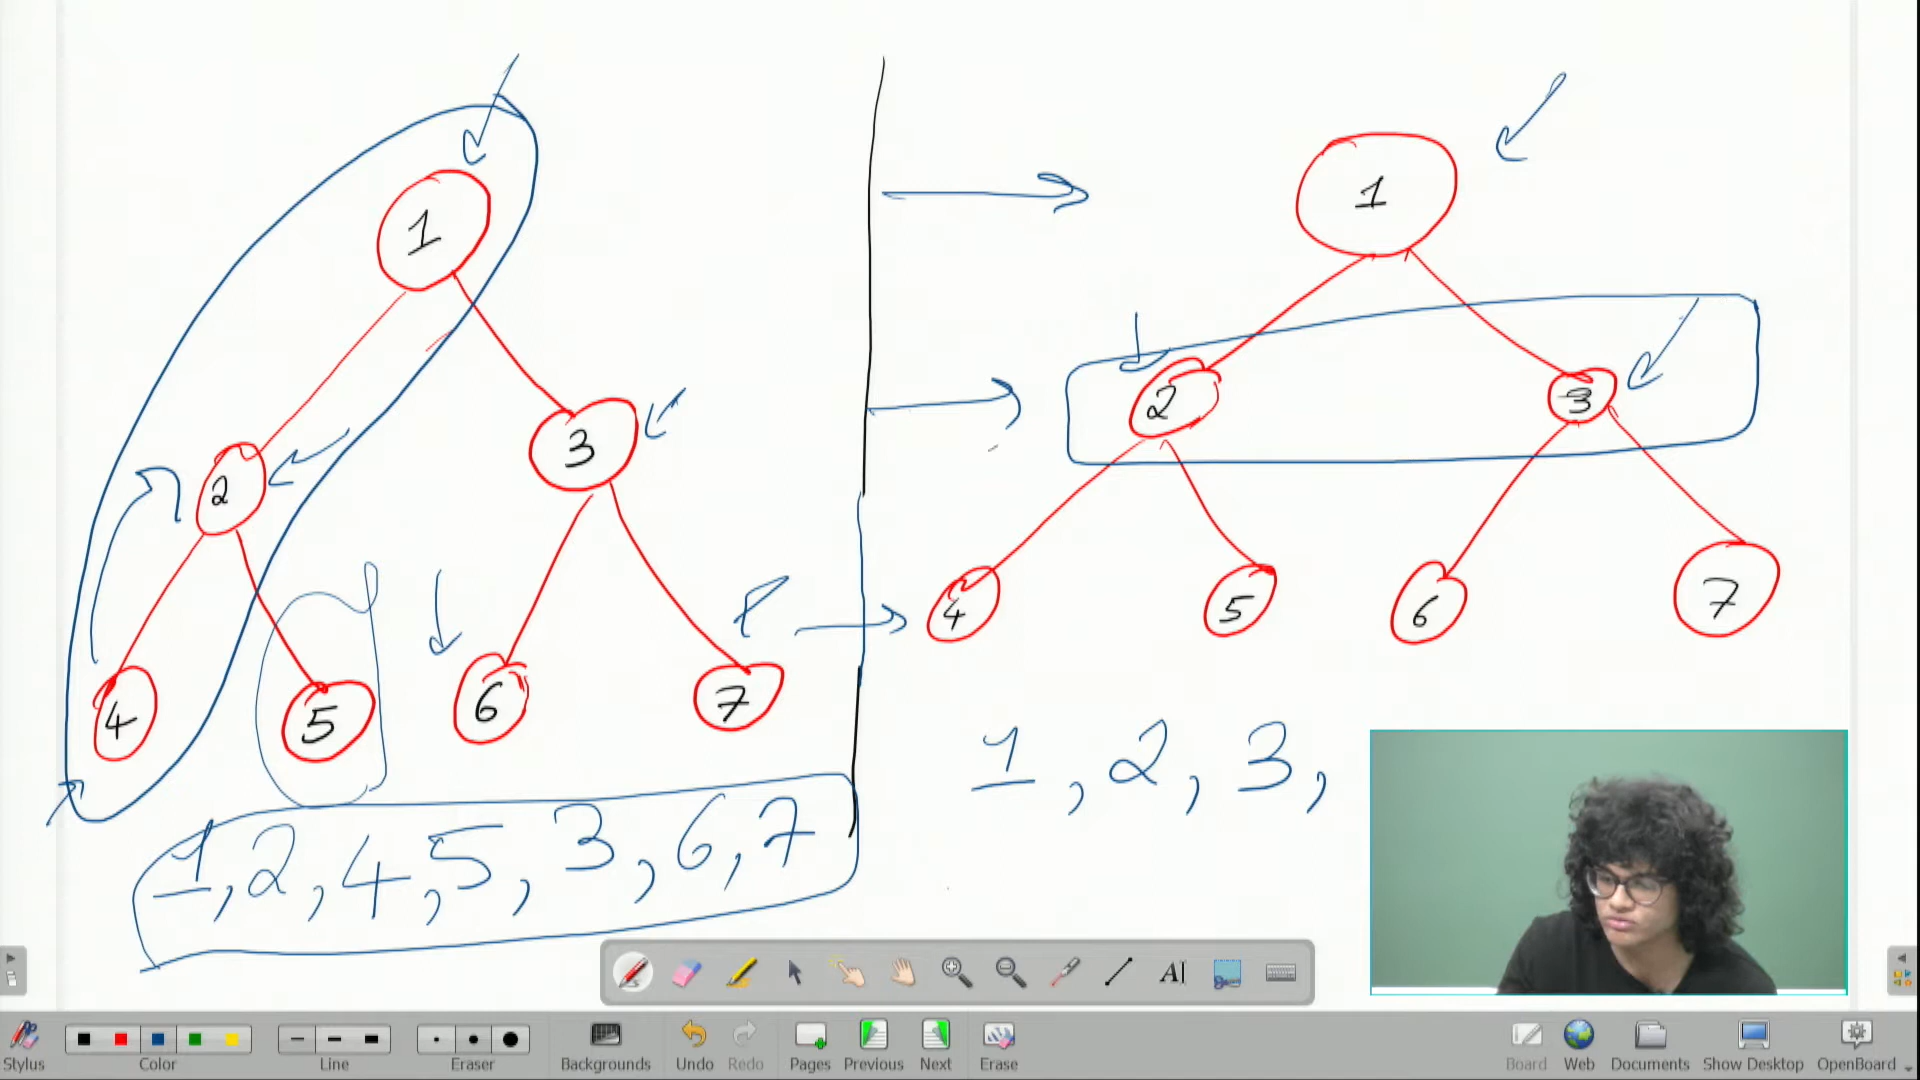 1
1
2
3
2
3
4
5
6
7
4
5
6
7
1, 2, 3,
1, 2, 4, 5, 3, 6, 7
Stylus
Color
Line
Eraser
Backgrounds
Undo
Redo
Pages
Previous
Next
Erase
Board
Web
Documents
Show Desktop
OpenBoard